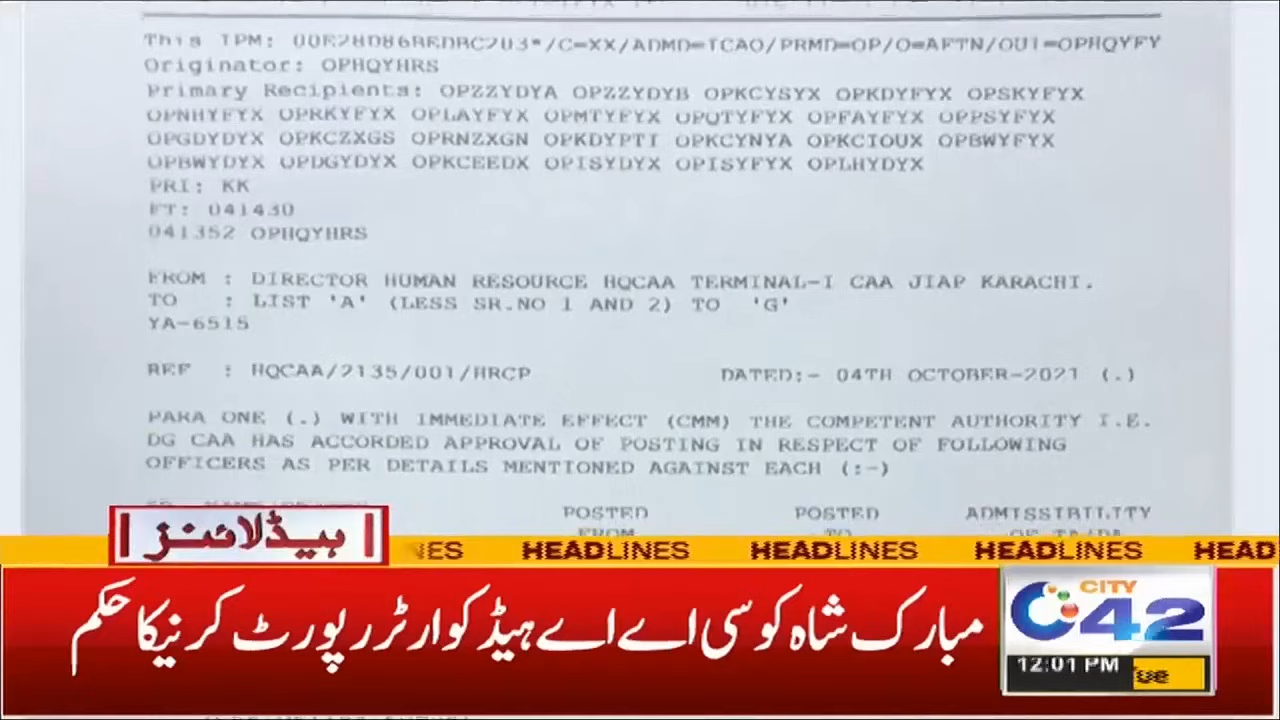 This IPM: 00E28D86BEDBC203*/C=XX/ADMD=ICAO/PRMD=OP/O=AFTN/OU1=OPHQYFY
Originator: OPHQYHRS
Primary Recipients: OPZZYDYA OPZZYDYB OPKCYSYX OPKDYFYX OPSKYFYX
OPNHYFYX OPRKYFYX OPLAYFYX OPMTYFYX OPQTYFYX OPFAYFYX OPPSYFYX
OPGDYDYX OPKCZXGS OPRNZXGN OPKDYPTI OPKCYNYA OPKCIOUX OPBWYFYX
OPBWYDYX OPDGYDYX OPKCEEDX OPISYDYX OPISYFYX OPLHYDYX
PRI: KK
FT: 041430
041352 OPHQYHRS
FROM : DIRECTOR HUMAN RESOURCE HQCAA TERMINAL-I CAA JIAP KARACHI.
TO : LIST 'A' (LESS SR.NO 1 AND 2) TO 'G'
YA-6515
REF : HQCAA/2135/001/HRCP DATED:- 04TH OCTOBER-2021 (.)
PARA ONE (.) WITH IMMEDIATE EFFECT (CMM) THE COMPETENT AUTHORITY I.E.
DG CAA HAS ACCORDED APPROVAL OF POSTING IN RESPECT OF FOLLOWING
OFFICERS AS PER DETAILS MENTIONED AGAINST EACH (:-)
POSTED POSTED ADMISSIBILITY
ہیڈلائنز
HEADLINES HEADLINES HEADLINES HEAD
مبارک شاہ کو سی اے اے ہیڈ کوارٹر رپورٹ کرنیکا حکم
CITY
42
12:01 PM Tue